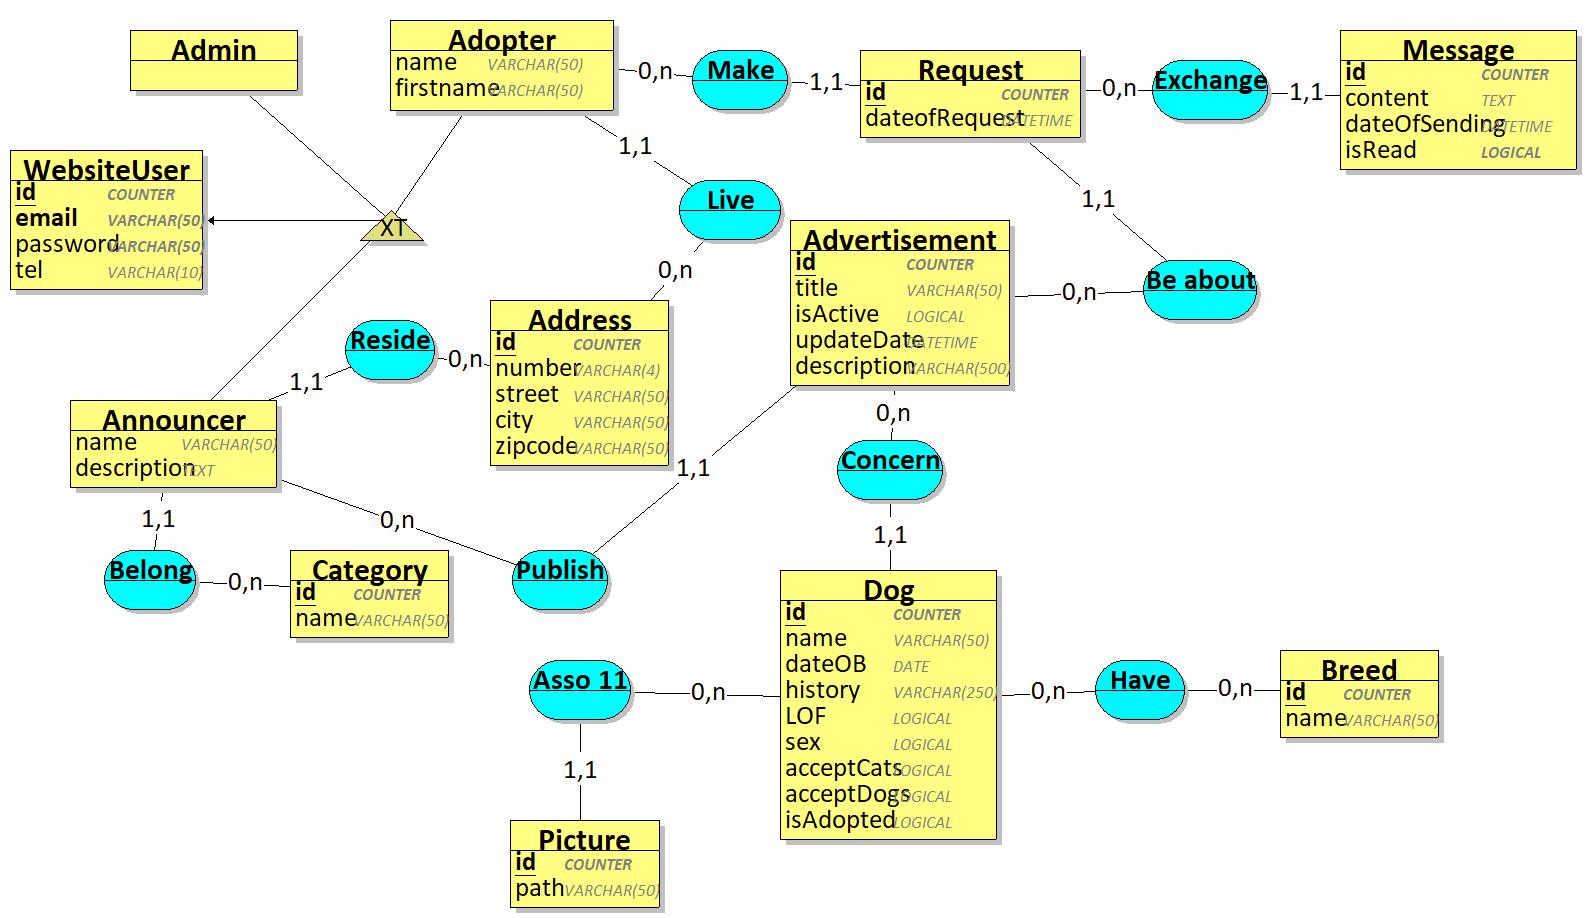 Admin
Adopter
name VARCHAR(50)
firstname VARCHAR(50)
0,n
Make
1,1
Request
id COUNTER
dateofRequest DATETIME
0,n
Exchange
1,1
Message
id COUNTER
content TEXT
dateOfSending DATETIME
isRead LOGICAL
WebsiteUser
id COUNTER
email VARCHAR(50)
password VARCHAR(50)
tel VARCHAR(10)
XT
1,1
Live
0,n
1,1
Be about
0,n
Advertisement
id COUNTER
title VARCHAR(50)
isActive LOGICAL
updateDate DATETIME
description VARCHAR(500)
Reside
0,n
1,1
Address
id COUNTER
number VARCHAR(4)
street VARCHAR(50)
city VARCHAR(50)
zipcode VARCHAR(50)
Announcer
name VARCHAR(50)
description TEXT
0,n
Concern
1,1
1,1
0,n
Publish
1,1
Belong
0,n
Category
id COUNTER
name VARCHAR(50)
Dog
id COUNTER
name VARCHAR(50)
dateOB DATE
history VARCHAR(250)
LOF LOGICAL
sex LOGICAL
acceptCats LOGICAL
acceptDogs LOGICAL
isAdopted LOGICAL
Asso 11
0,n
1,1
0,n
Have
0,n
Breed
id COUNTER
name VARCHAR(50)
Picture
id COUNTER
path VARCHAR(50)